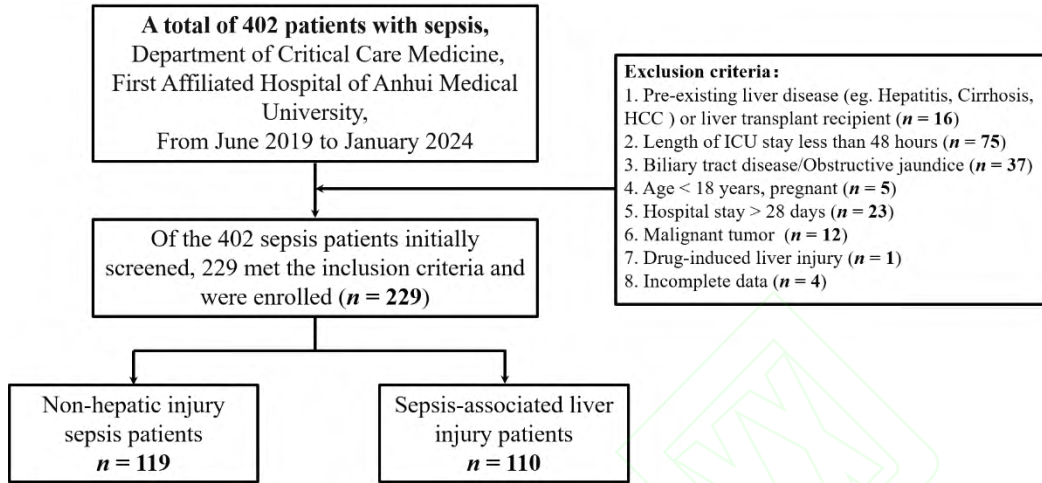 A total of 402 patients with sepsis,
Department of Critical Care Medicine,
First Affiliated Hospital of Anhui Medical
University,
From June 2019 to January 2024
Exclusion criteria:
1. Pre-existing liver disease (eg. Hepatitis, Cirrhosis,
HCC ) or liver transplant recipient (n = 16)
2. Length of ICU stay less than 48 hours (n = 75)
3. Biliary tract disease/Obstructive jaundice (n = 37)
4. Age < 18 years, pregnant (n = 5)
5. Hospital stay > 28 days (n = 23)
6. Malignant tumor (n = 12)
7. Drug-induced liver injury (n = 1)
8. Incomplete data (n = 4)
Of the 402 sepsis patients initially
screened, 229 met the inclusion criteria and
were enrolled (n = 229)
Non-hepatic injury
sepsis patients
n = 119
Sepsis-associated liver
injury patients
n = 110